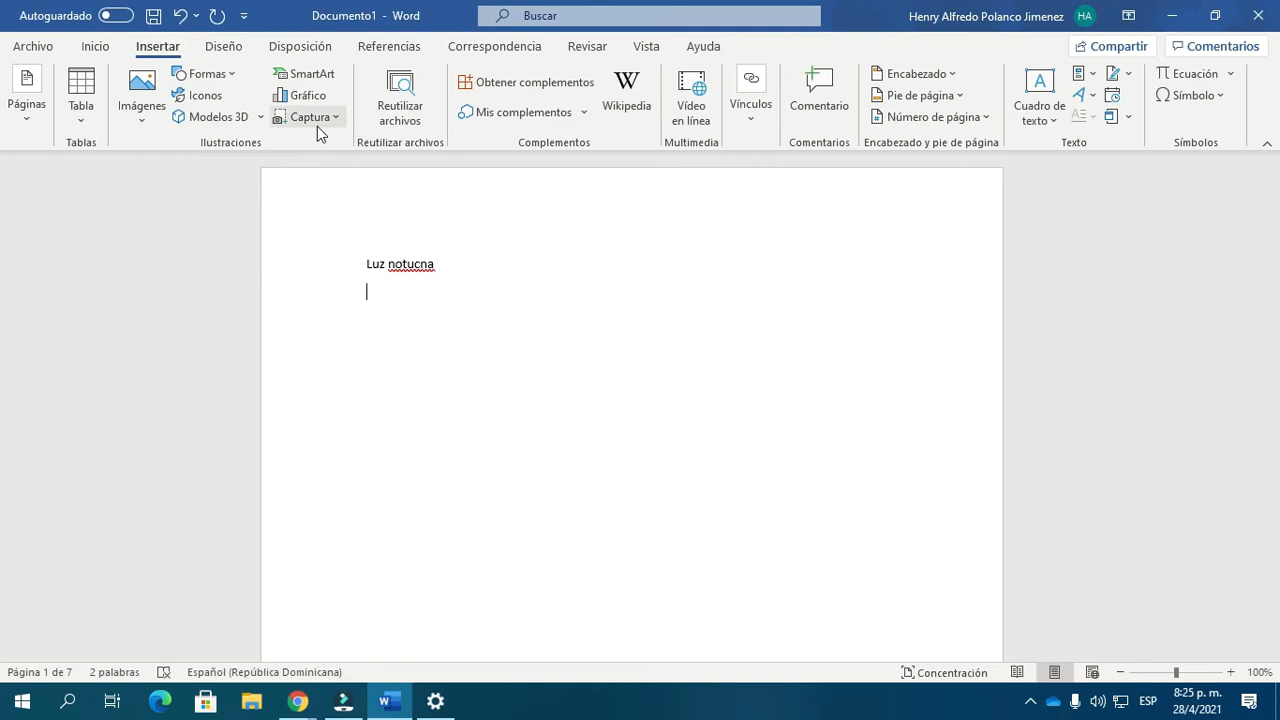 Autoguardado
Documento1 - Word
Buscar
Henry Alfredo Polanco Jimenez
HA
Archivo Inicio Insertar Diseño Disposición Referencias Correspondencia Revisar Vista Ayuda
Compartir
Comentarios
Páginas
Tabla
Tablas
Imágenes
Formas
Iconos
Modelos 3D
SmartArt
Gráfico
Captura
Ilustraciones
Reutilizar
archivos
Reutilizar archivos
Obtener complementos
Mis complementos
W
Wikipedia
Complementos
Vídeo
en línea
Multimedia
Vínculos
Comentario
Comentarios
Encabezado
Pie de página
Número de página
Encabezado y pie de página
A
Cuadro de
texto
Texto
Ecuación
Símbolo
Símbolos
Luz notucna
Página 1 de 7
2 palabras
Español (República Dominicana)
Concentración
100%
ESP
8:25 p. m.
28/4/2021